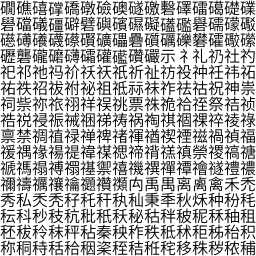 礀礁礂礃礄礅礆礇礈礉礊礋礌礍礎礏
礐礑礒礓礔礕礖礗礘礙礚礛礜礝礞礟
礠礡礢礣礤礥礦礧礨礩礪礫礬礭礮礯
礰礱礲礳礴礵礶礷礸礹示礻礼礽社礿
祀祁祂祃祄祅祆祇祈祉祊祋祌祍祎祏
祐祑祒祓祔祕祖祗祘祙祚祛祜祝神祟
祠祡祢祣祤祥祦祧票祩祪祫祬祭祮祯
祰祱祲祳祴祵祶祷祸祹祺祻祼祽祾祿
禀禁禂禃禄禅禆禇禈禉禊禋禌禍禎福
禐禑禒禓禔禕禖禗禘禙禚禛禜禝禞禟
禠禡禢禣禤禥禦禧禨禩禪禫禬禭禮禯
禰禱禲禳禴禵禶禷禸禹禺离禼禽禾禿
秀私秂秃秄秅秆秇秈秉秊秋秌种秎秏
秐科秒秓秔秕秖秗秘秙秚秛秜秝秞租
秠秡秢秣秤秥秦秧秨秩秪秫秬秭秮积
称秱秲秳秴秵秶秷秸秹秺移秼秽秾秿